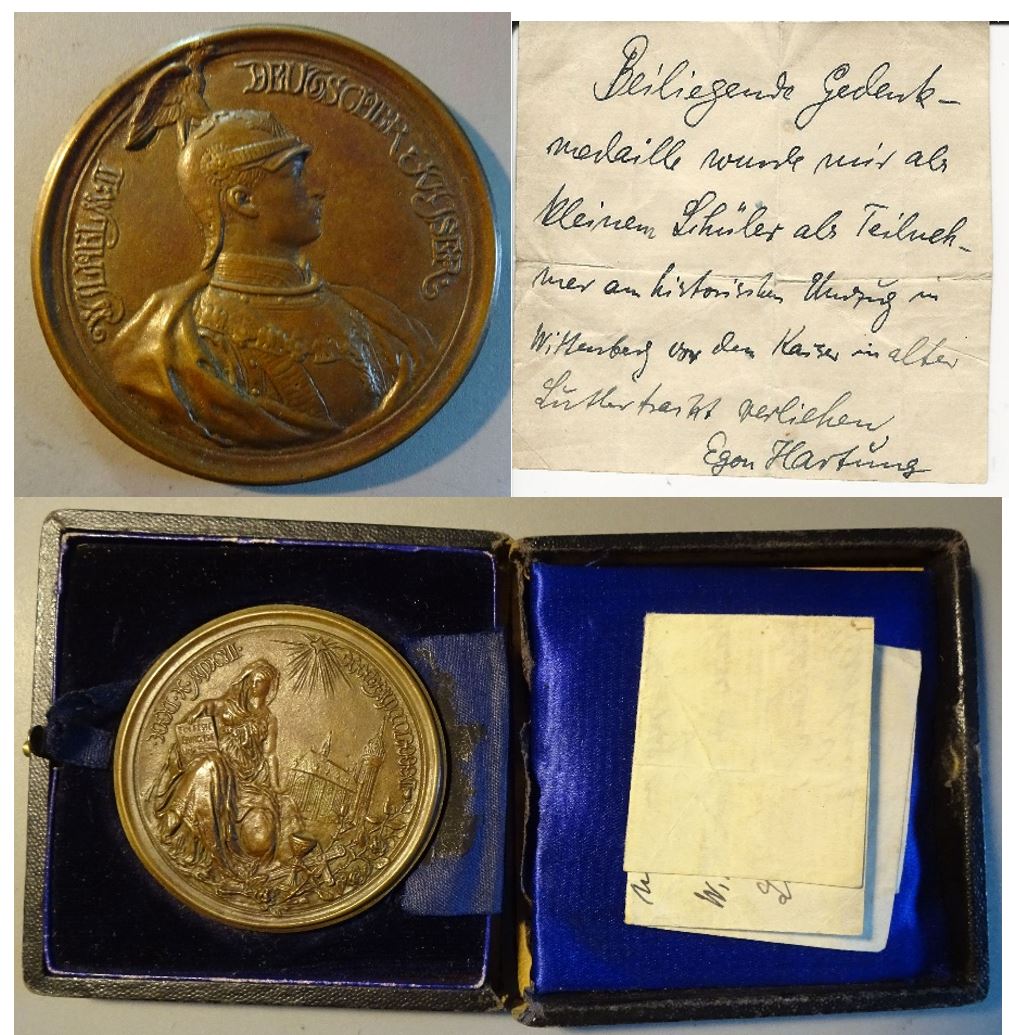 WILHELM·II
DEUTSCHER KAISER
Beiliegende Gedenk-
medaille wurde mir als
kleinem Schüler als Teilneh-
mer am historischen Umzug in
Wittenberg vor dem Kaiser in alter
Luthertracht verliehen
Egon Hartung